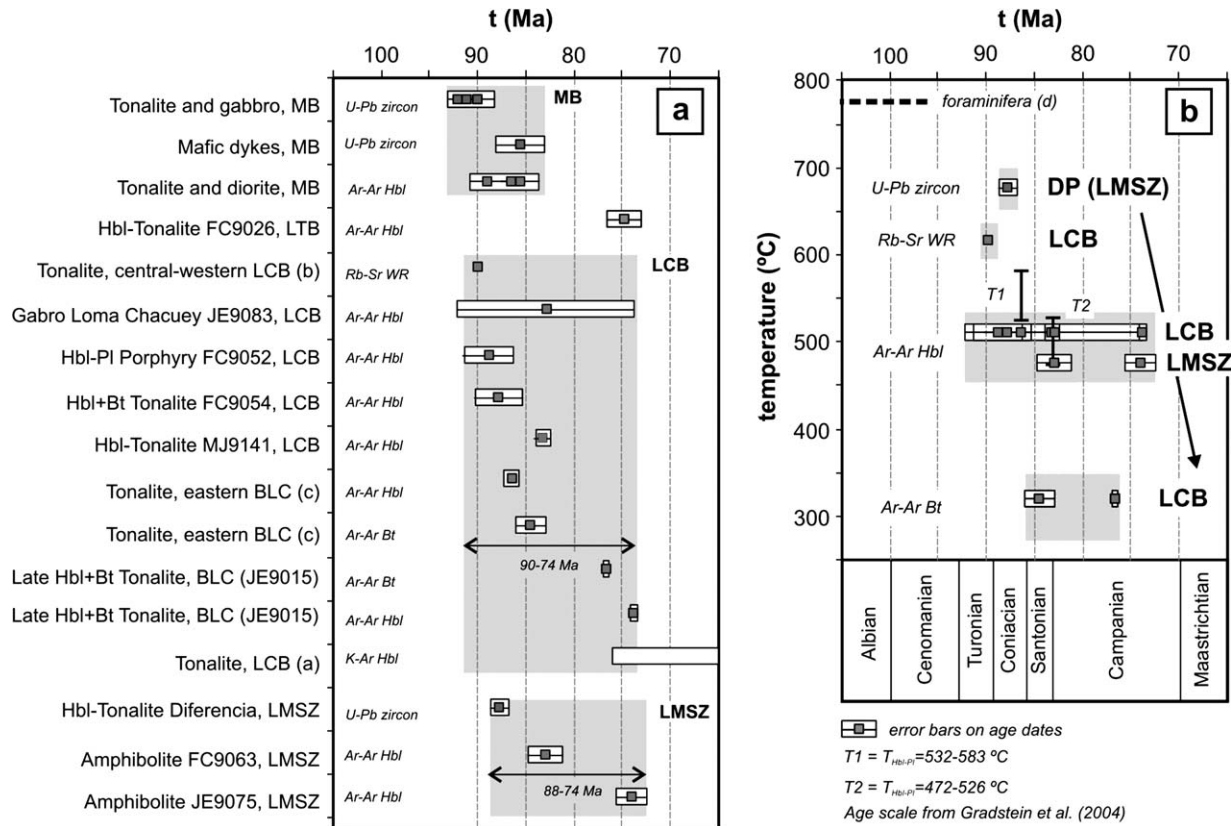 t (Ma)
100 90 80 70
a
Tonalite and gabbro, MB U-Pb zircon MB
Mafic dykes, MB U-Pb zircon
Tonalite and diorite, MB Ar-Ar Hbl
Hbl-Tonalite FC9026, LTB Ar-Ar Hbl
Tonalite, central-western LCB (b) Rb-Sr WR LCB
Gabro Loma Chacuey JE9083, LCB Ar-Ar Hbl
Hbl-Pl Porphyry FC9052, LCB Ar-Ar Hbl
Hbl+Bt Tonalite FC9054, LCB Ar-Ar Hbl
Hbl-Tonalite MJ9141, LCB Ar-Ar Hbl
Tonalite, eastern BLC (c) Ar-Ar Hbl
Tonalite, eastern BLC (c) Ar-Ar Bt
90-74 Ma
Late Hbl+Bt Tonalite, BLC (JE9015) Ar-Ar Bt
Late Hbl+Bt Tonalite, BLC (JE9015) Ar-Ar Hbl
Tonalite, LCB (a) K-Ar Hbl
Hbl-Tonalite Diferencia, LMSZ U-Pb zircon LMSZ
Amphibolite FC9063, LMSZ Ar-Ar Hbl
88-74 Ma
Amphibolite JE9075, LMSZ Ar-Ar Hbl
t (Ma)
100 90 80 70
b
temperature (ºC)
800
700
600
500
400
300
foraminifera (d)
U-Pb zircon DP (LMSZ)
Rb-Sr WR LCB
T1
T2
LCB
Ar-Ar Hbl
LMSZ
Ar-Ar Bt LCB
Albian
Cenomanian
Turonian
Coniacian
Santonian
Campanian
Maastrichtian
error bars on age dates
T1 = T Hbl-Pl=532-583 ºC
T2 = T Hbl-Pl=472-526 ºC
Age scale from Gradstein et al. (2004)